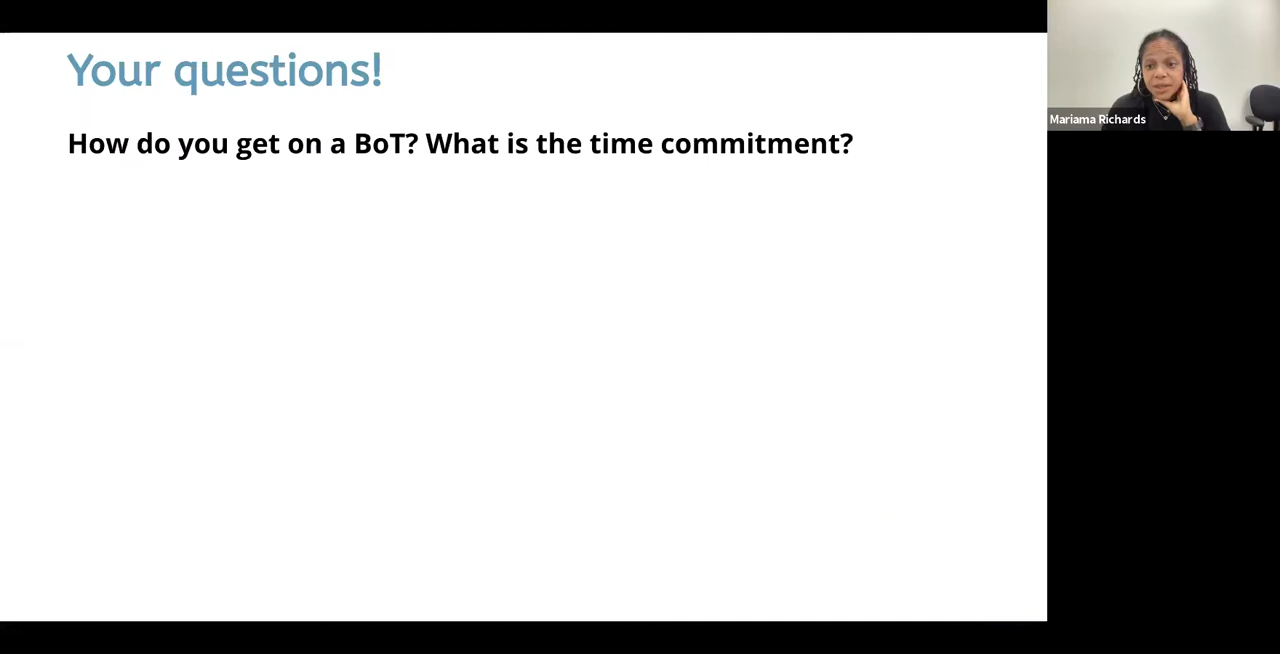 Your questions!
How do you get on a BoT? What is the time commitment?
Mariama Richards